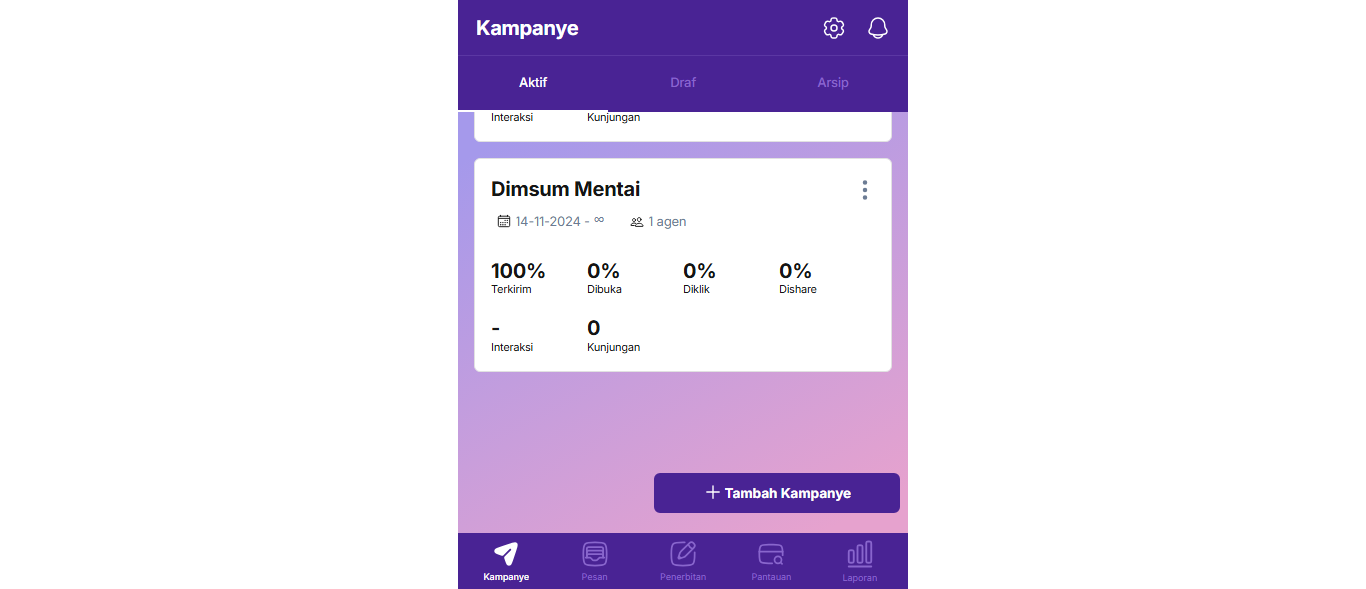 Kampanye
Aktif Draf Arsip
Interaksi Kunjungan
Dimsum Mentai
14-11-2024 - ∞ 1 agen
100% 0% 0% 0%
Terkirim Dibuka Diklik Dishare
- 0
Interaksi Kunjungan
+ Tambah Kampanye
Kampanye Pesan Penerbitan Pantauan Laporan